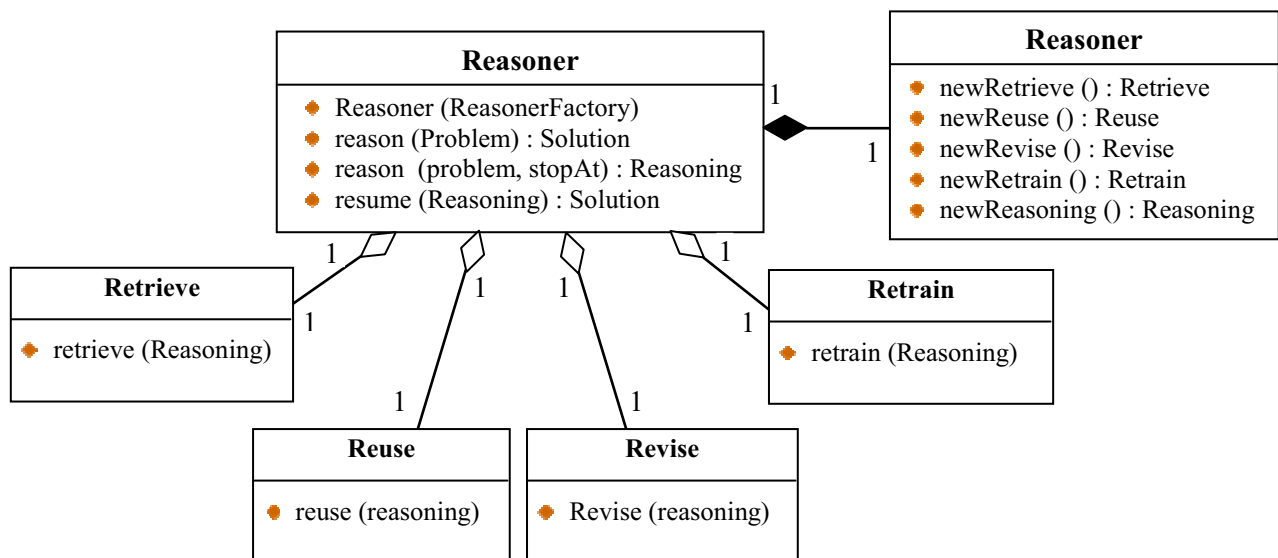 Reasoner
Reasoner (ReasonerFactory)
reason (Problem) : Solution
reason (problem, stopAt) : Reasoning
resume (Reasoning) : Solution
1
1
Reasoner
newRetrieve () : Retrieve
newReuse () : Reuse
newRevise () : Revise
newRetrain () : Retrain
newReasoning () : Reasoning
1
1
1
1
Retrieve
retrieve (Reasoning)
1
Retrain
retrain (Reasoning)
1
1
1
Reuse
reuse (reasoning)
Revise
Revise (reasoning)